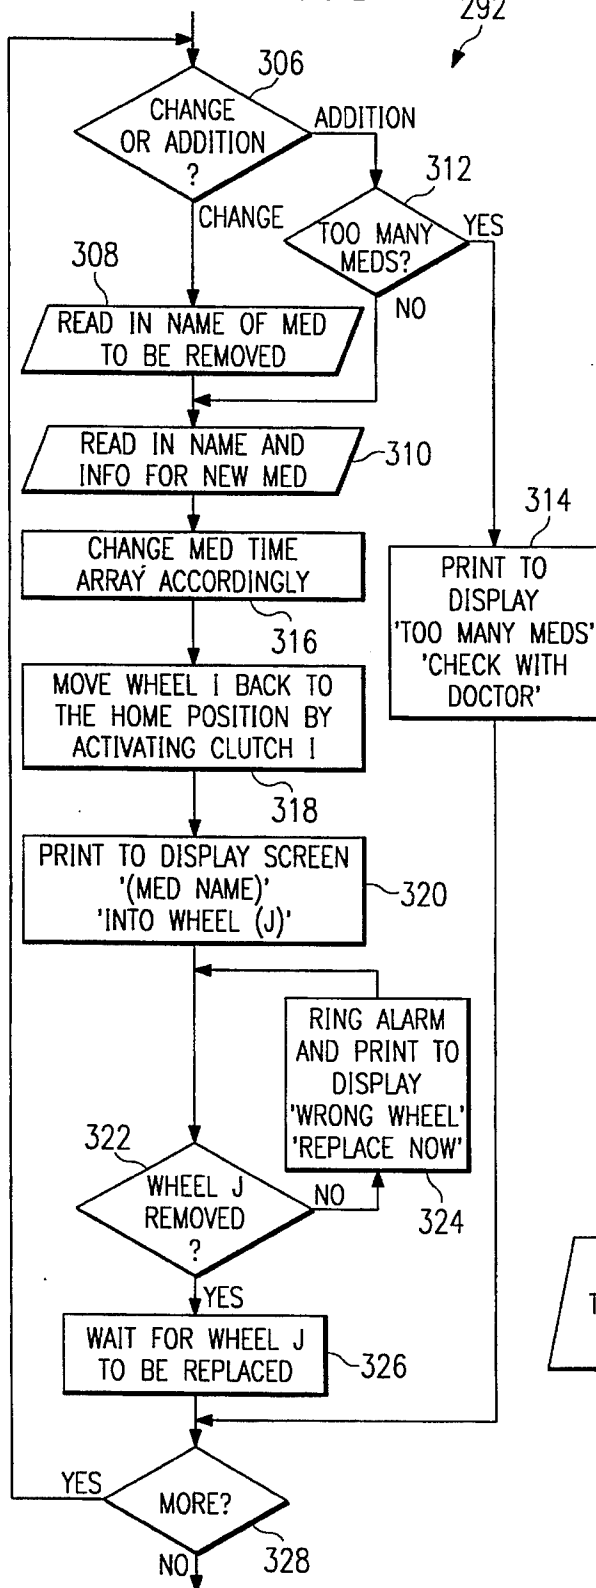 292
306
CHANGE
OR ADDITION
?
ADDITION
312
CHANGE
TOO MANY
MEDS?
YES
NO
308
READ IN NAME OF MED
TO BE REMOVED
READ IN NAME AND
INFO FOR NEW MED
310
CHANGE MED TIME
ARRAY ACCORDINGLY
316
314
PRINT TO
DISPLAY
'TOO MANY MEDS'
'CHECK WITH
DOCTOR'
MOVE WHEEL I BACK TO
THE HOME POSITION BY
ACTIVATING CLUTCH I
318
PRINT TO DISPLAY SCREEN
'(MED NAME)'
'INTO WHEEL (J)'
320
RING ALARM
AND PRINT TO
DISPLAY
'WRONG WHEEL'
'REPLACE NOW'
324
322
WHEEL J
REMOVED
?
NO
YES
WAIT FOR WHEEL J
TO BE REPLACED
326
YES
MORE?
328
NO
T